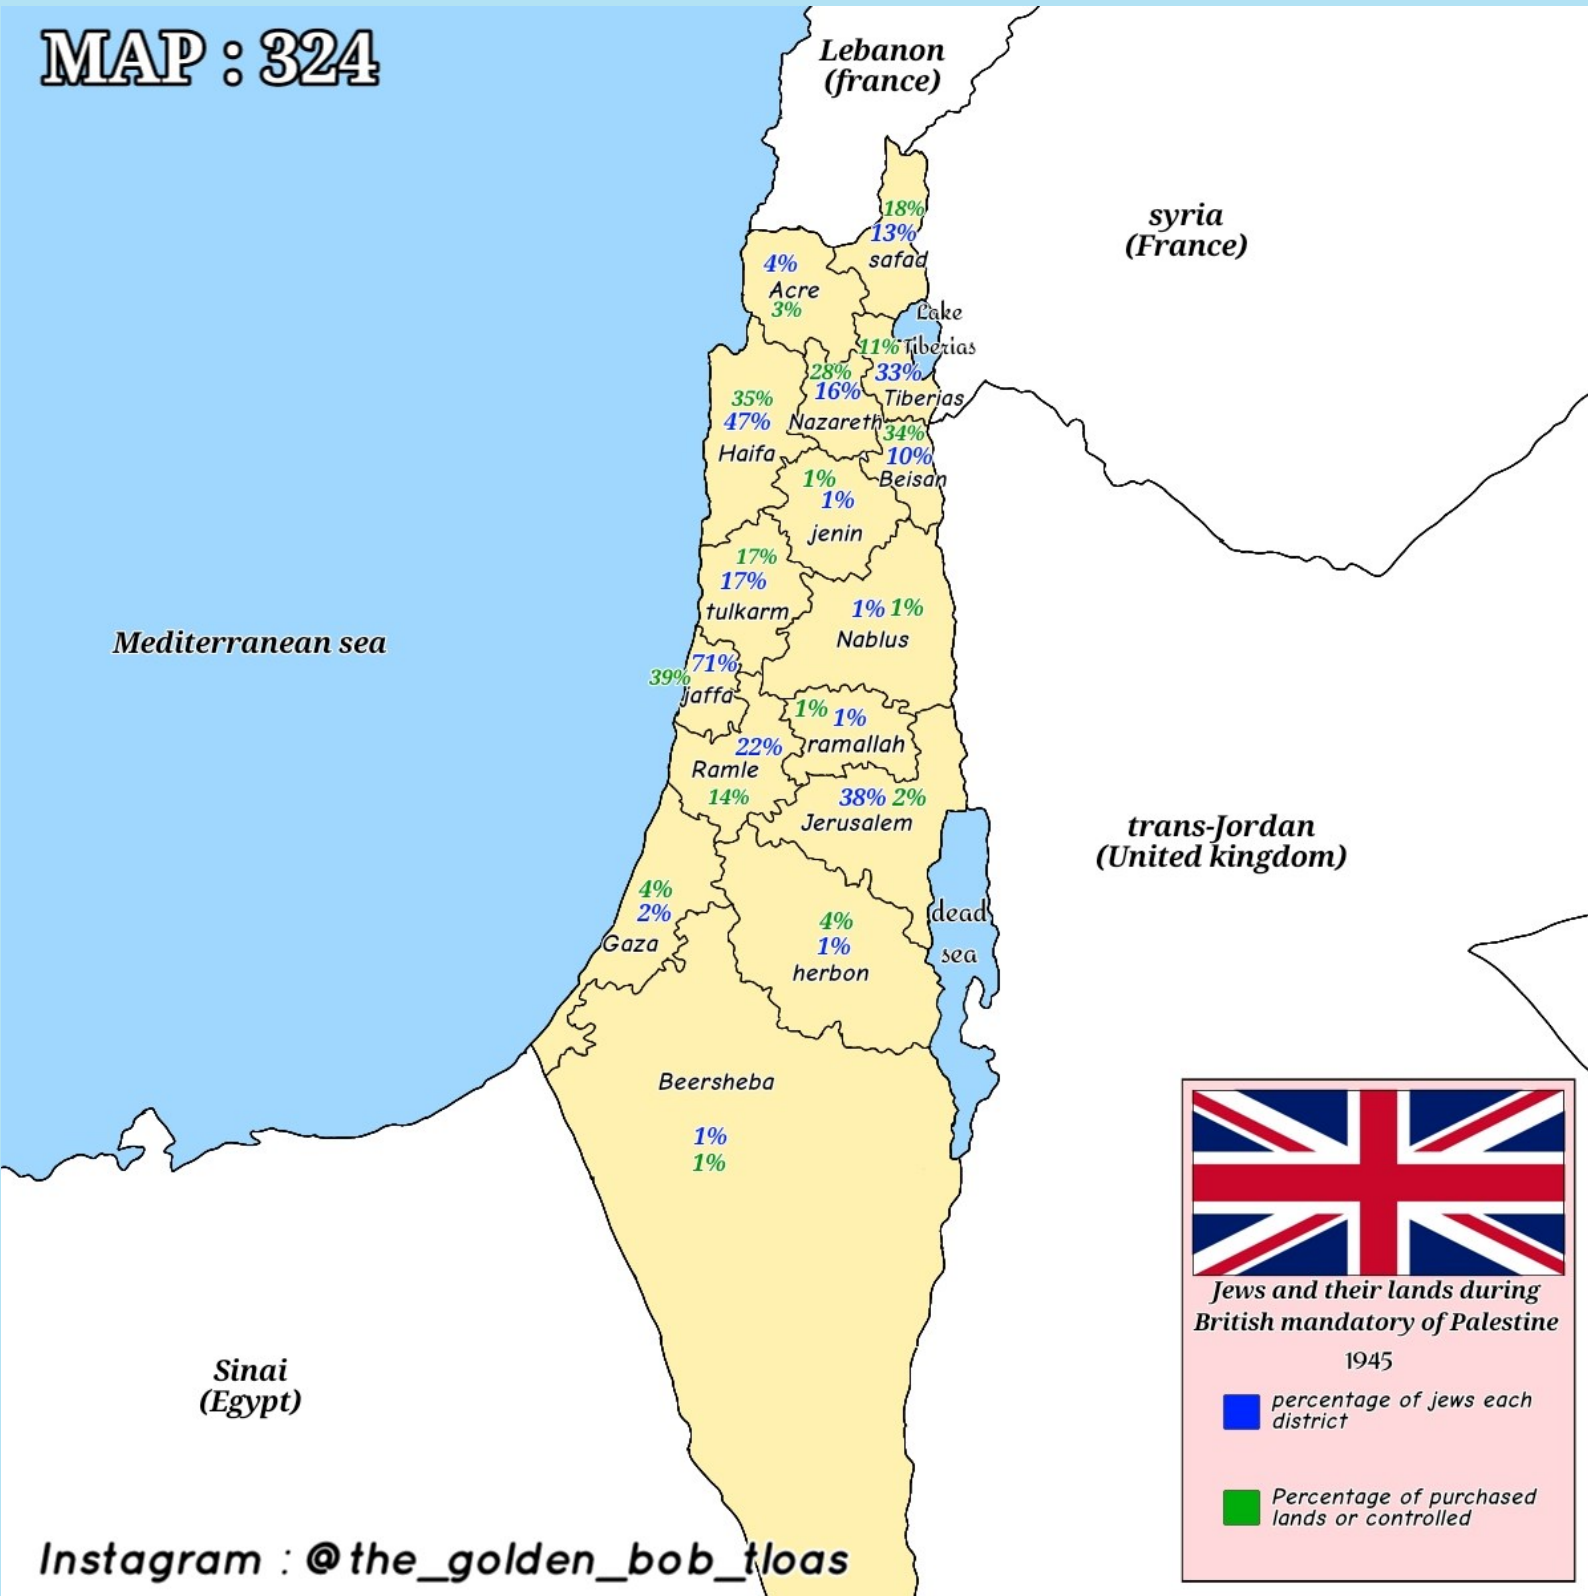 MAP : 324
Lebanon
(france)
syria
(France)
18%
13%
safad
4%
Acre
3%
Lake
Tiberias
11%
33%
Tiberias
28%
16%
Nazareth
35%
47%
Haifa
34%
10%
Beisan
1%
1%
jenin
17%
17%
tulkarm
1% 1%
Nablus
Mediterranean sea
71%
39%
jaffa
1% 1%
ramallah
22%
Ramle
14%
38% 2%
Jerusalem
trans-Jordan
(United kingdom)
4%
2%
Gaza
4%
1%
herbon
dead
sea
Beersheba
1%
1%
Sinai
(Egypt)
Jews and their lands during
British mandatory of Palestine
1945
percentage of jews each
district
Percentage of purchased
lands or controlled
Instagram : @the_golden_bob_tloas